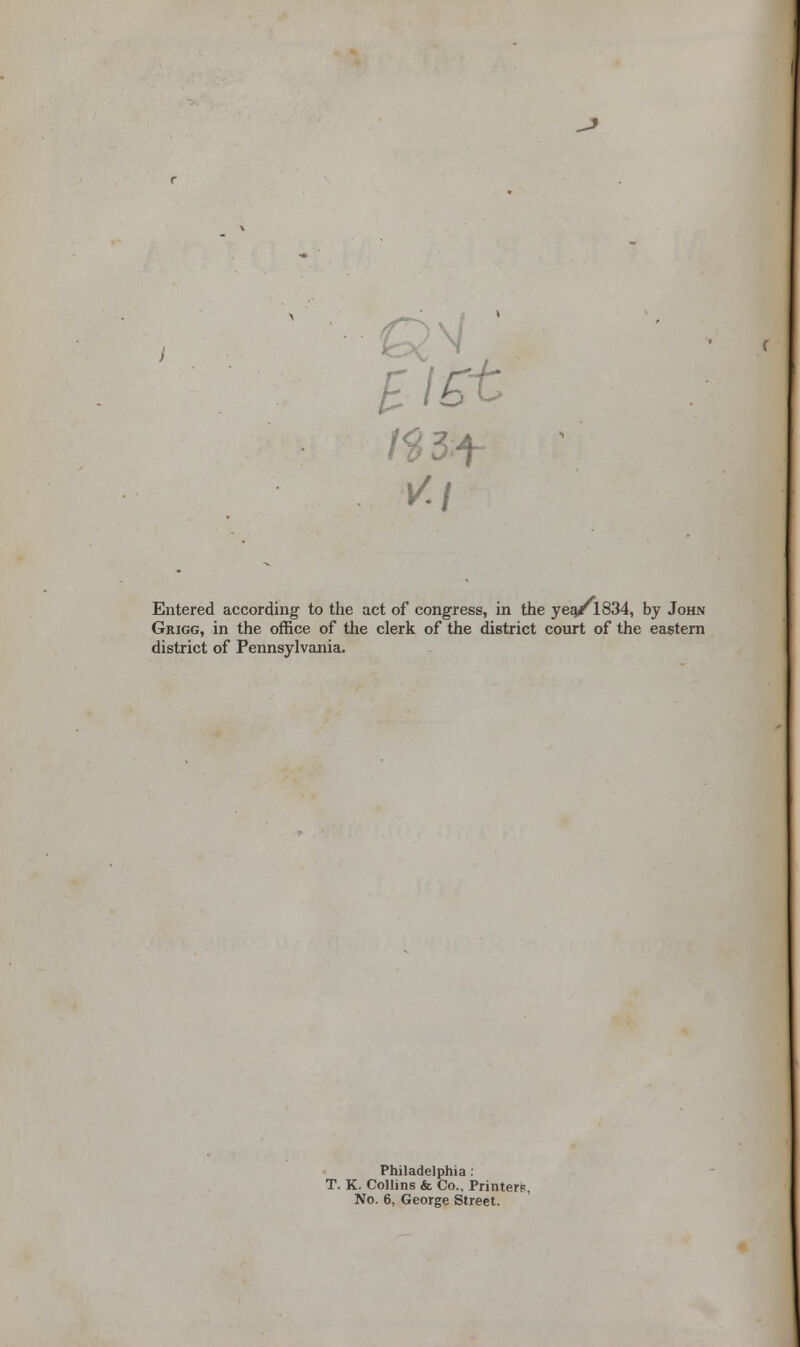 QV
E16t
1834
V.1
Entered according to the act of congress, in the year 1834, by John
Grigg, in the office of the clerk of the district court of the eastern
district of Pennsylvania.
Philadelphia:
T. K. Collins & Co., Printers,
No. 6, George Street.